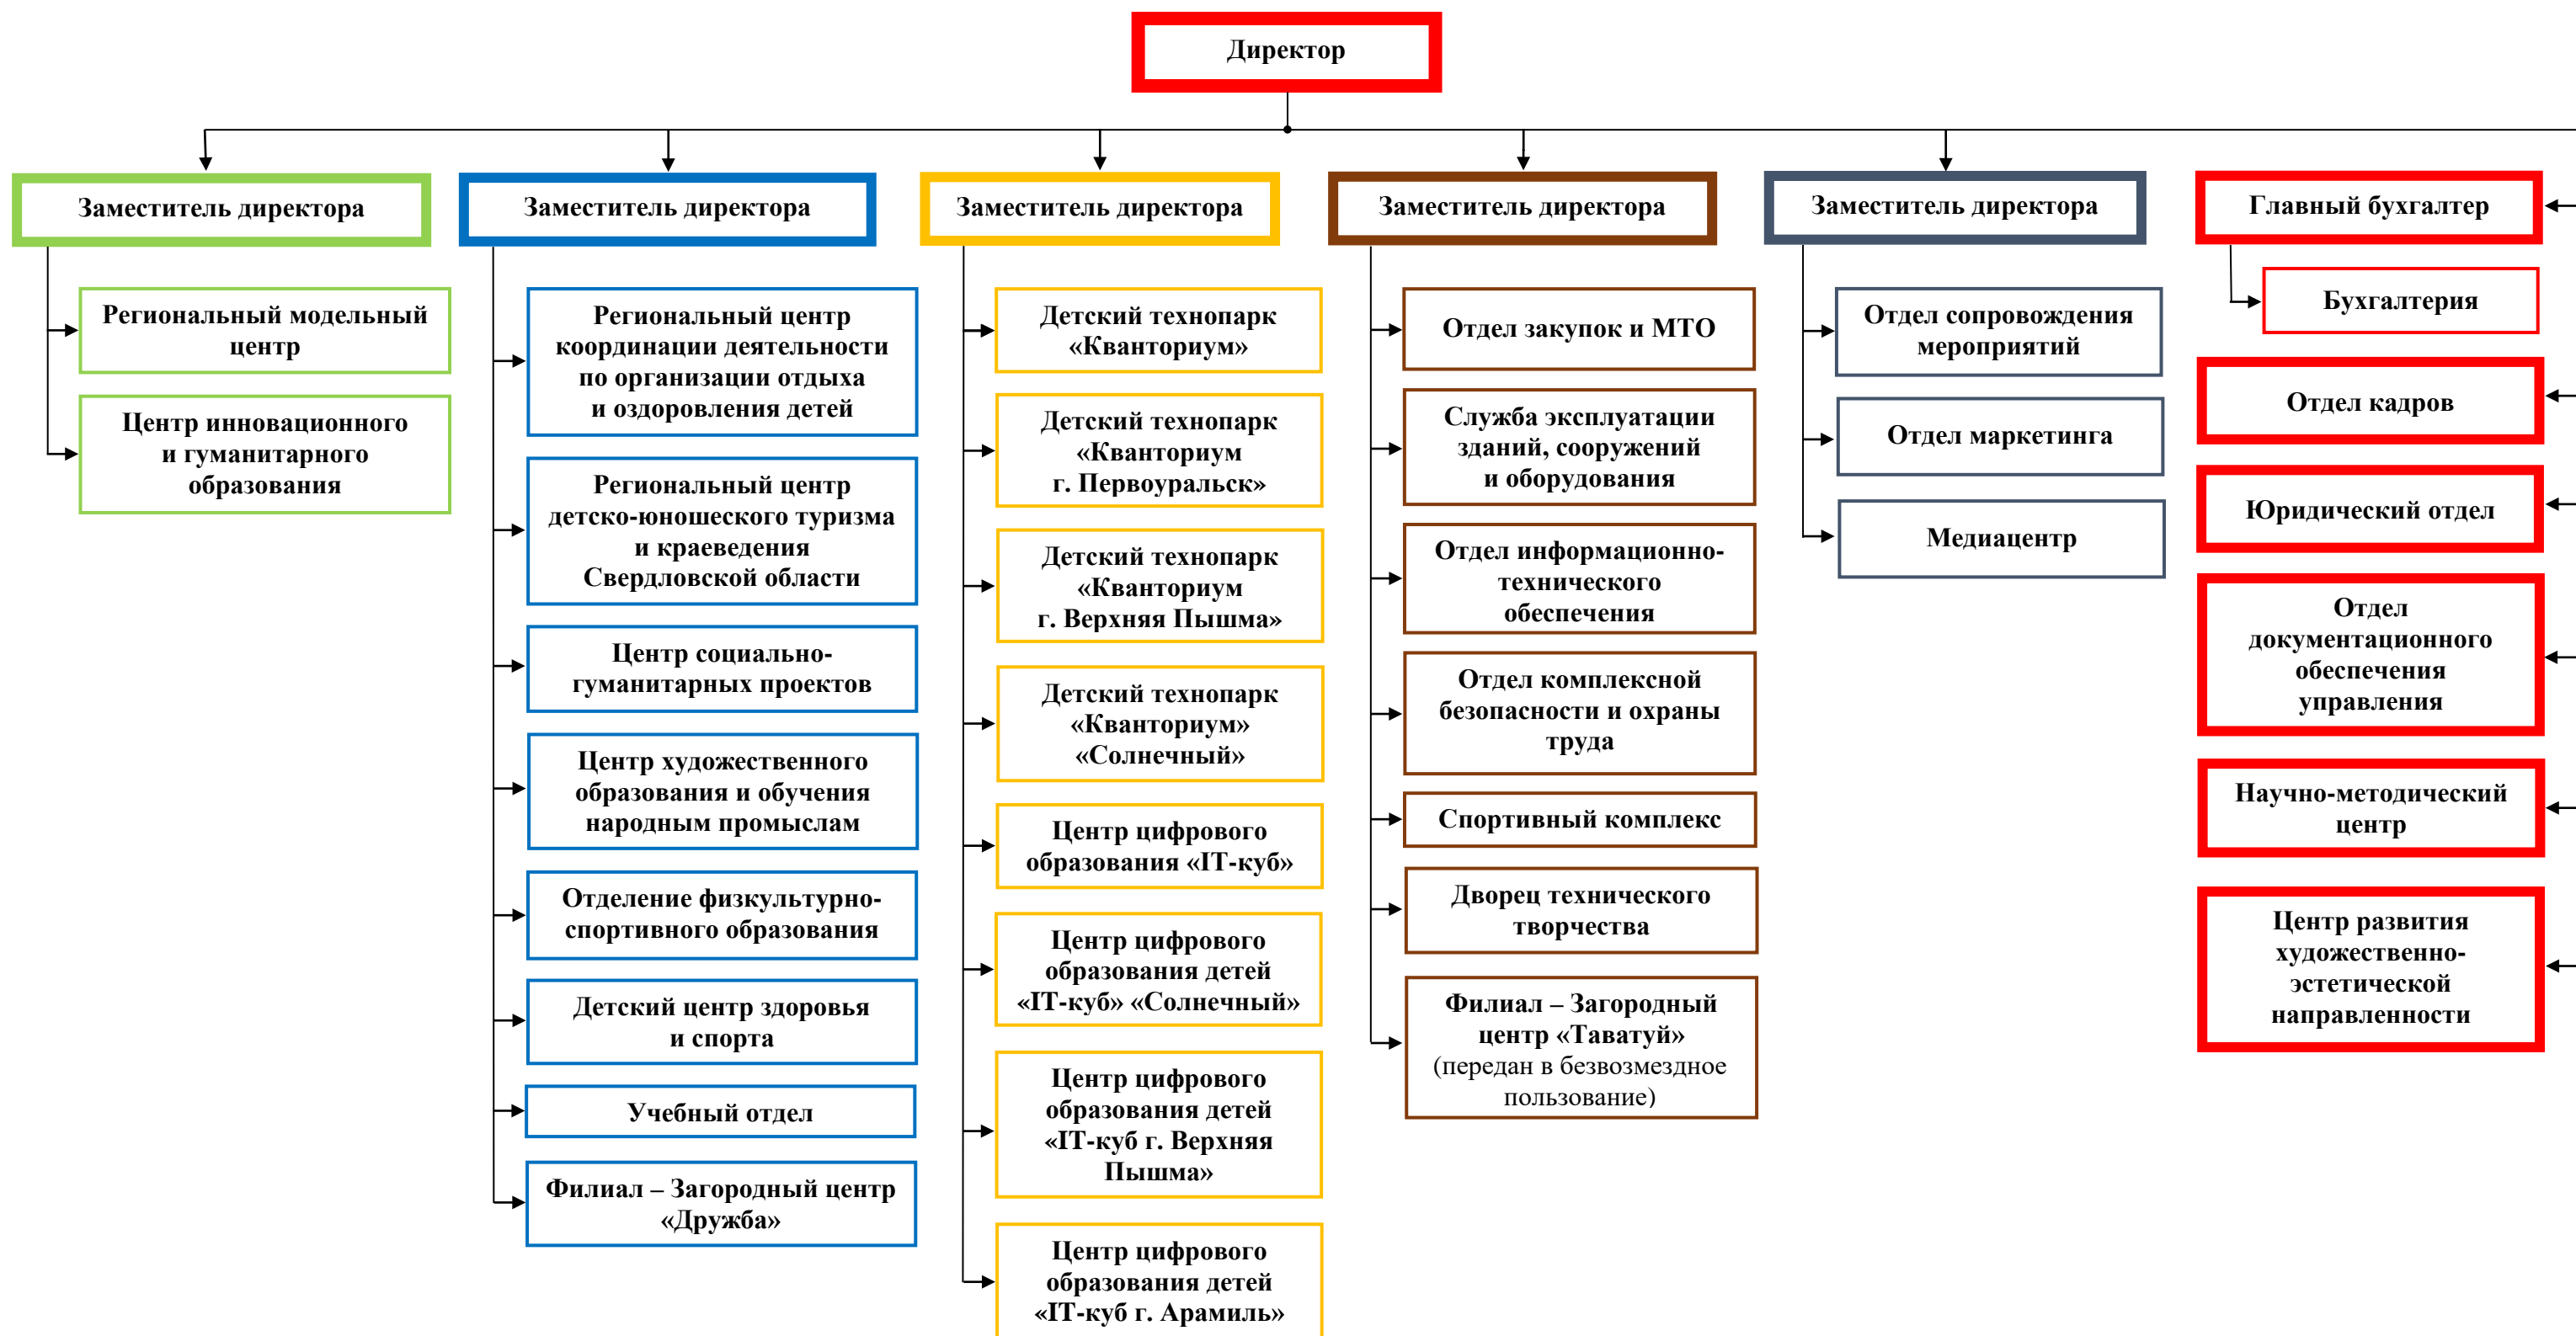 Директор
Заместитель директора
Региональный модельный
центр
Центр инновационного
и гуманитарного
образования
Заместитель директора
Региональный центр
координации деятельности
по организации отдыха
и оздоровления детей
Региональный центр
детско-юношеского туризма
и краеведения
Свердловской области
Центр социально-
гуманитарных проектов
Центр художественного
образования и обучения
народным промыслам
Отделение физкультурно-
спортивного образования
Детский центр здоровья
и спорта
Учебный отдел
Филиал – Загородный центр
«Дружба»
Заместитель директора
Детский технопарк
«Кванториум»
Детский технопарк
«Кванториум
г. Первоуральск»
Детский технопарк
«Кванториум
г. Верхняя Пышма»
Детский технопарк
«Кванториум»
«Солнечный»
Центр цифрового
образования «IT-куб»
Центр цифрового
образования детей
«IT-куб» «Солнечный»
Центр цифрового
образования детей
«IT-куб г. Верхняя
Пышма»
Центр цифрового
образования детей
«IT-куб г. Арамиль»
Заместитель директора
Отдел закупок и МТО
Служба эксплуатации
зданий, сооружений
и оборудования
Отдел информационно-
технического
обеспечения
Отдел комплексной
безопасности и охраны
труда
Спортивный комплекс
Дворец технического
творчества
Филиал – Загородный
центр «Таватуй»
(передан в безвозмездное
пользование)
Заместитель директора
Отдел сопровождения
мероприятий
Отдел маркетинга
Медиацентр
Главный бухгалтер
Бухгалтерия
Отдел кадров
Юридический отдел
Отдел
документационного
обеспечения
управления
Научно-методический
центр
Центр развития
художественно-
эстетической
направленности